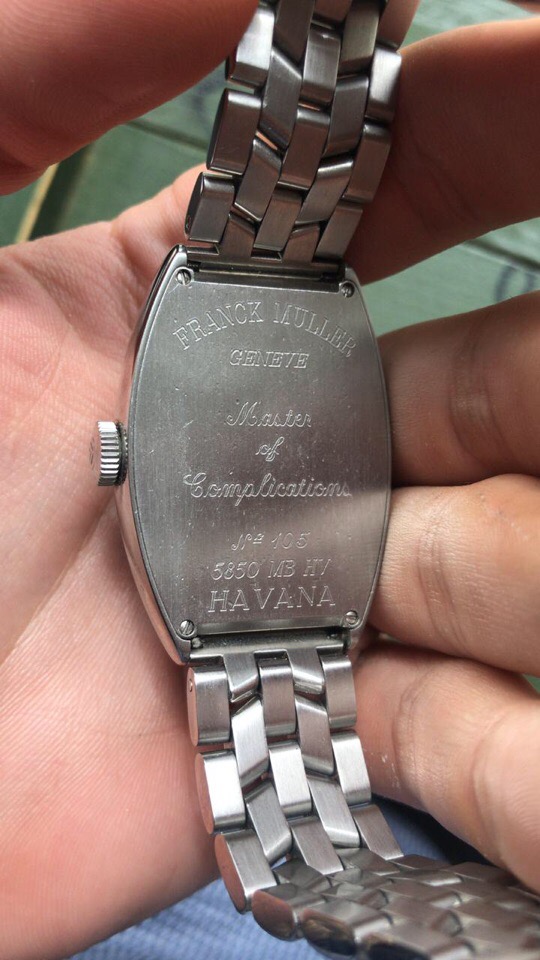 FRANCK MULLER
GENEVE
Master
of
Complications
Nº 105
5850 MB HV
HAVANA